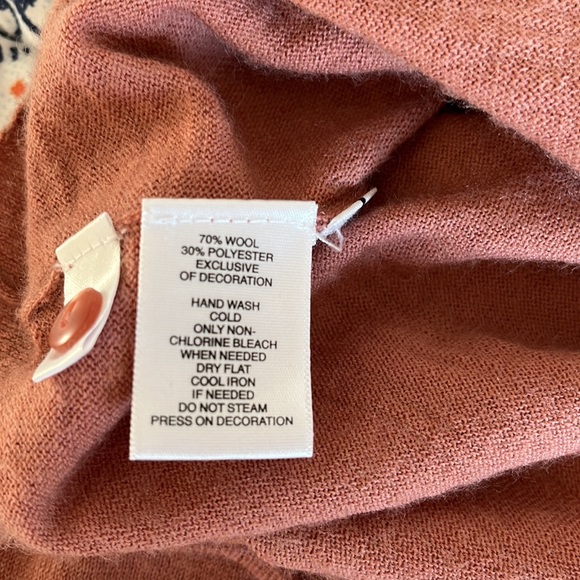 70% WOOL
30% POLYESTER
EXCLUSIVE
OF DECORATION
HAND WASH
COLD
ONLY NON-
CHLORINE BLEACH
WHEN NEEDED
DRY FLAT
COOL IRON
IF NEEDED
DO NOT STEAM
PRESS ON DECORATION